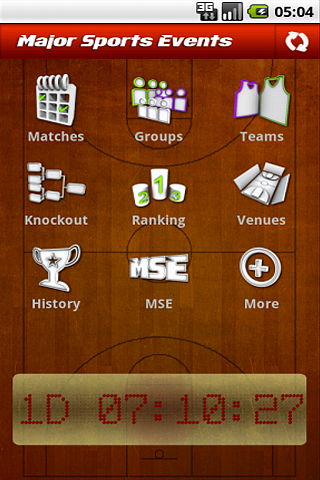 3G 05:04
Major Sports Events
Matches Groups Teams
1 2 3
Knockout Ranking Venues
MSE
History MSE More
1D 07:10:27